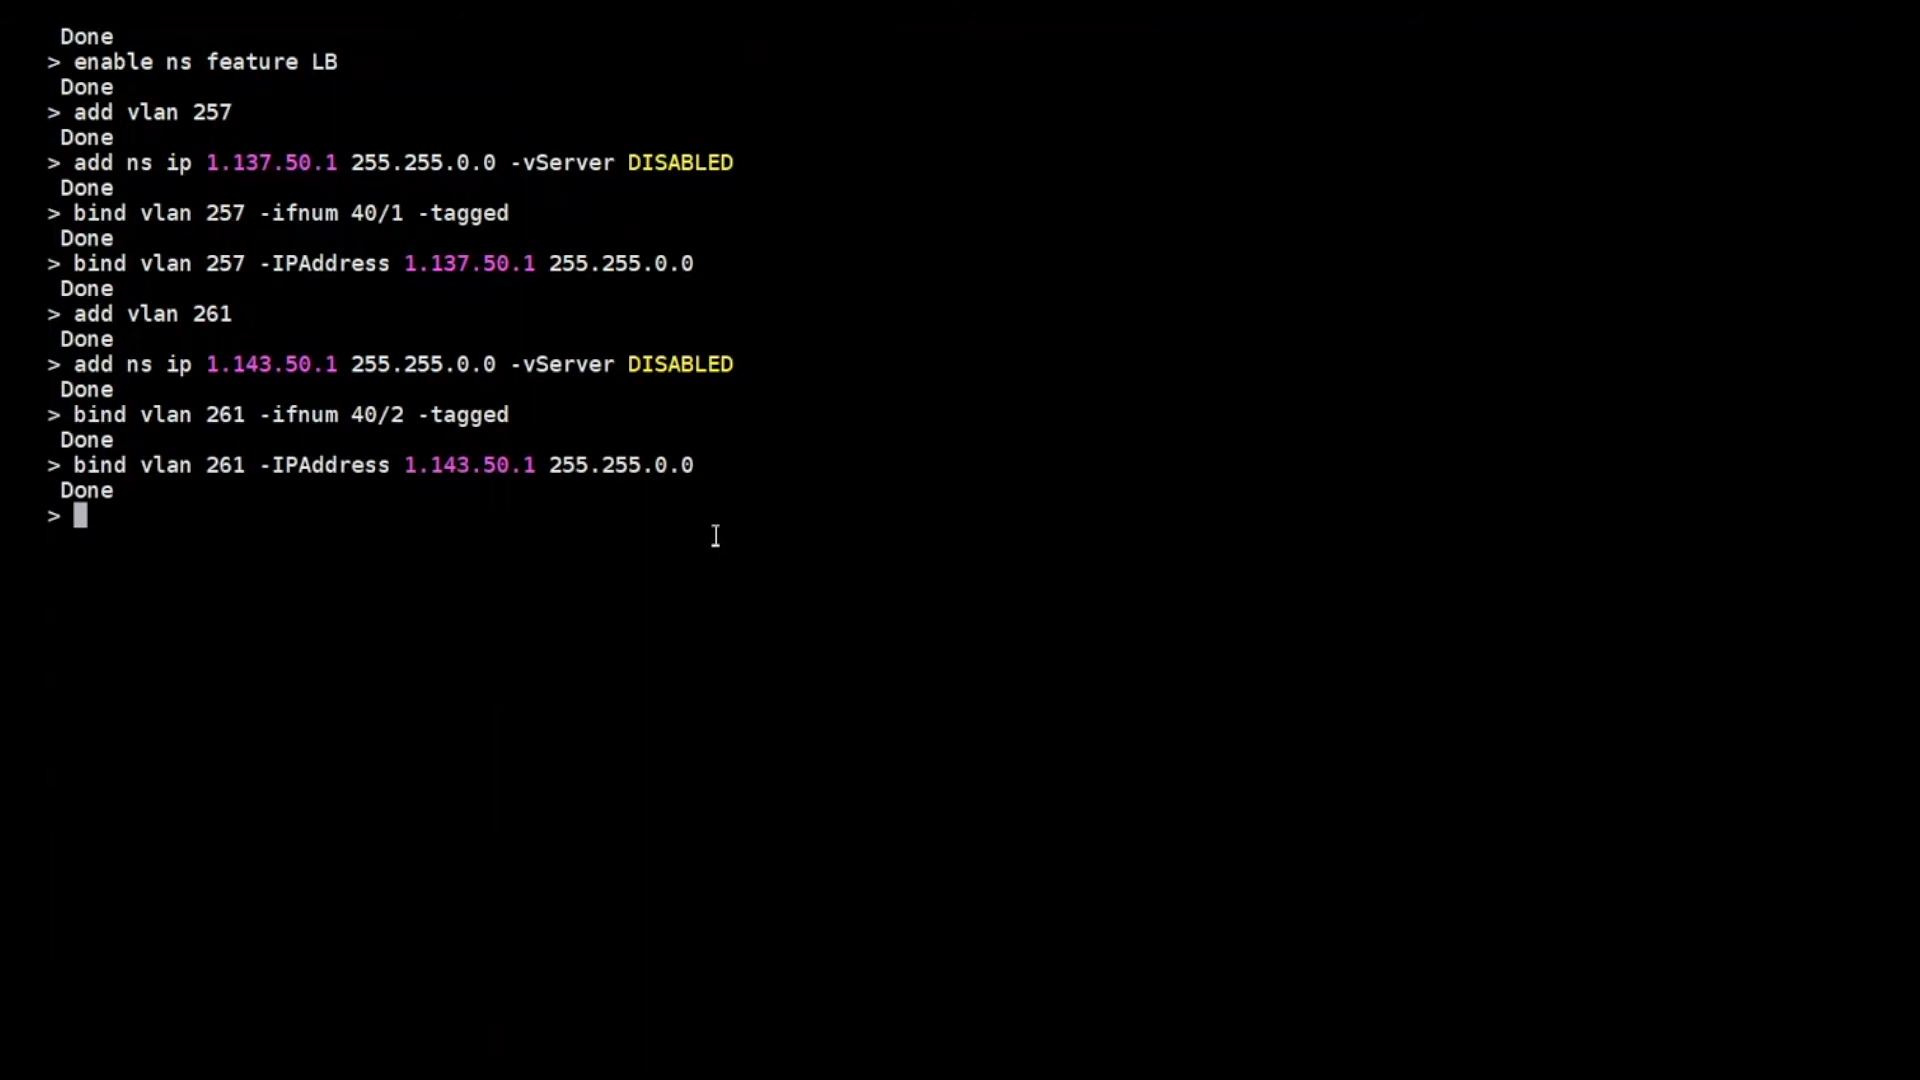 Done
> enable ns feature LB
Done
> add vlan 257
Done
> add ns ip 1.137.50.1 255.255.0.0 -vServer DISABLED
Done
> bind vlan 257 -ifnum 40/1 -tagged
Done
> bind vlan 257 -IPAddress 1.137.50.1 255.255.0.0
Done
> add vlan 261
Done
> add ns ip 1.143.50.1 255.255.0.0 -vServer DISABLED
Done
> bind vlan 261 -ifnum 40/2 -tagged
Done
> bind vlan 261 -IPAddress 1.143.50.1 255.255.0.0
Done
>